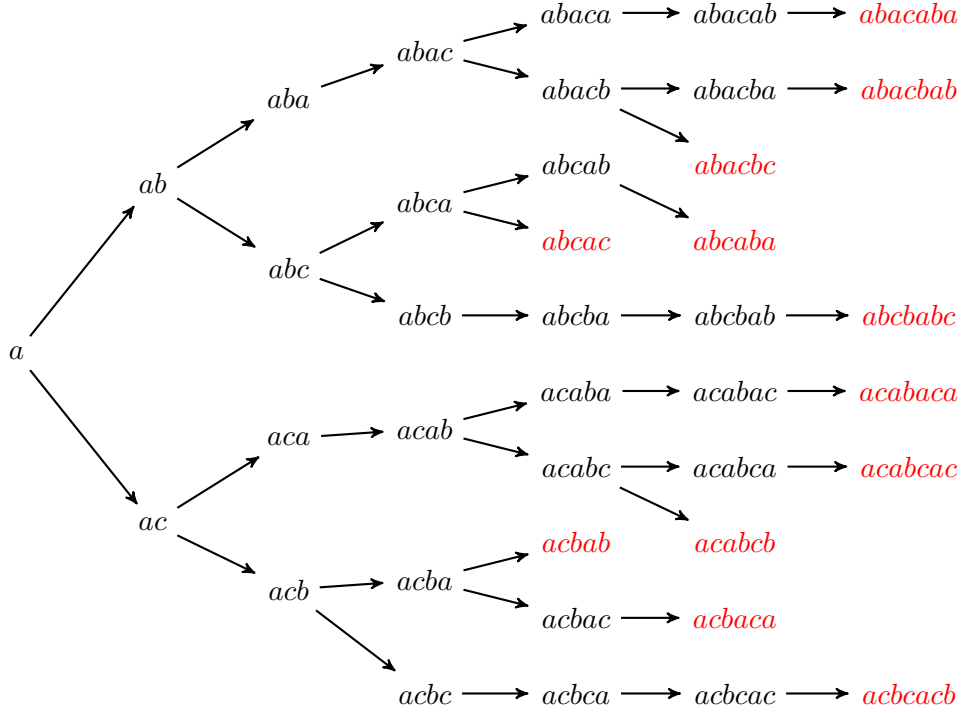 abaca abacab abacaba
abac
abacb abacba abacbab
aba
abacbc
abcab
ab
abca
abcac abcaba
abc
abcb abcba abcbab abcbabc
a
acaba acabac acabaca
aca acab
acabc acabca acabcac
ac
acbab acabcb
acb acba
acbac acbaca
acbc acbca acbcac acbcacb